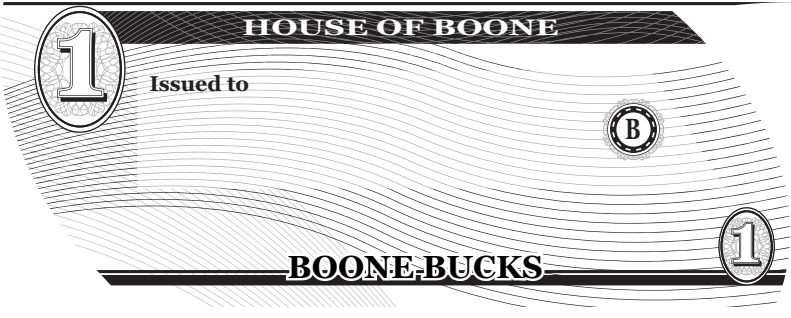 HOUSE OF BOONE
1
Issued to
B
1
BOONE BUCKS